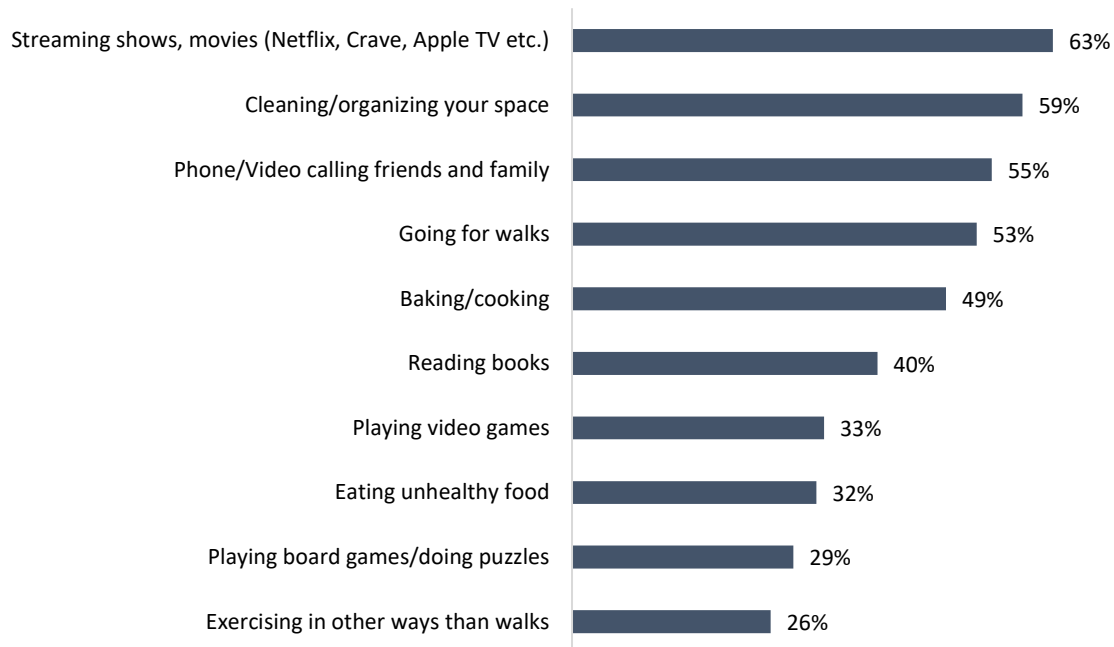 Streaming shows, movies (Netflix, Crave, Apple TV etc.) 63%
Cleaning/organizing your space 59%
Phone/Video calling friends and family 55%
Going for walks 53%
Baking/cooking 49%
Reading books 40%
Playing video games 33%
Eating unhealthy food 32%
Playing board games/doing puzzles 29%
Exercising in other ways than walks 26%